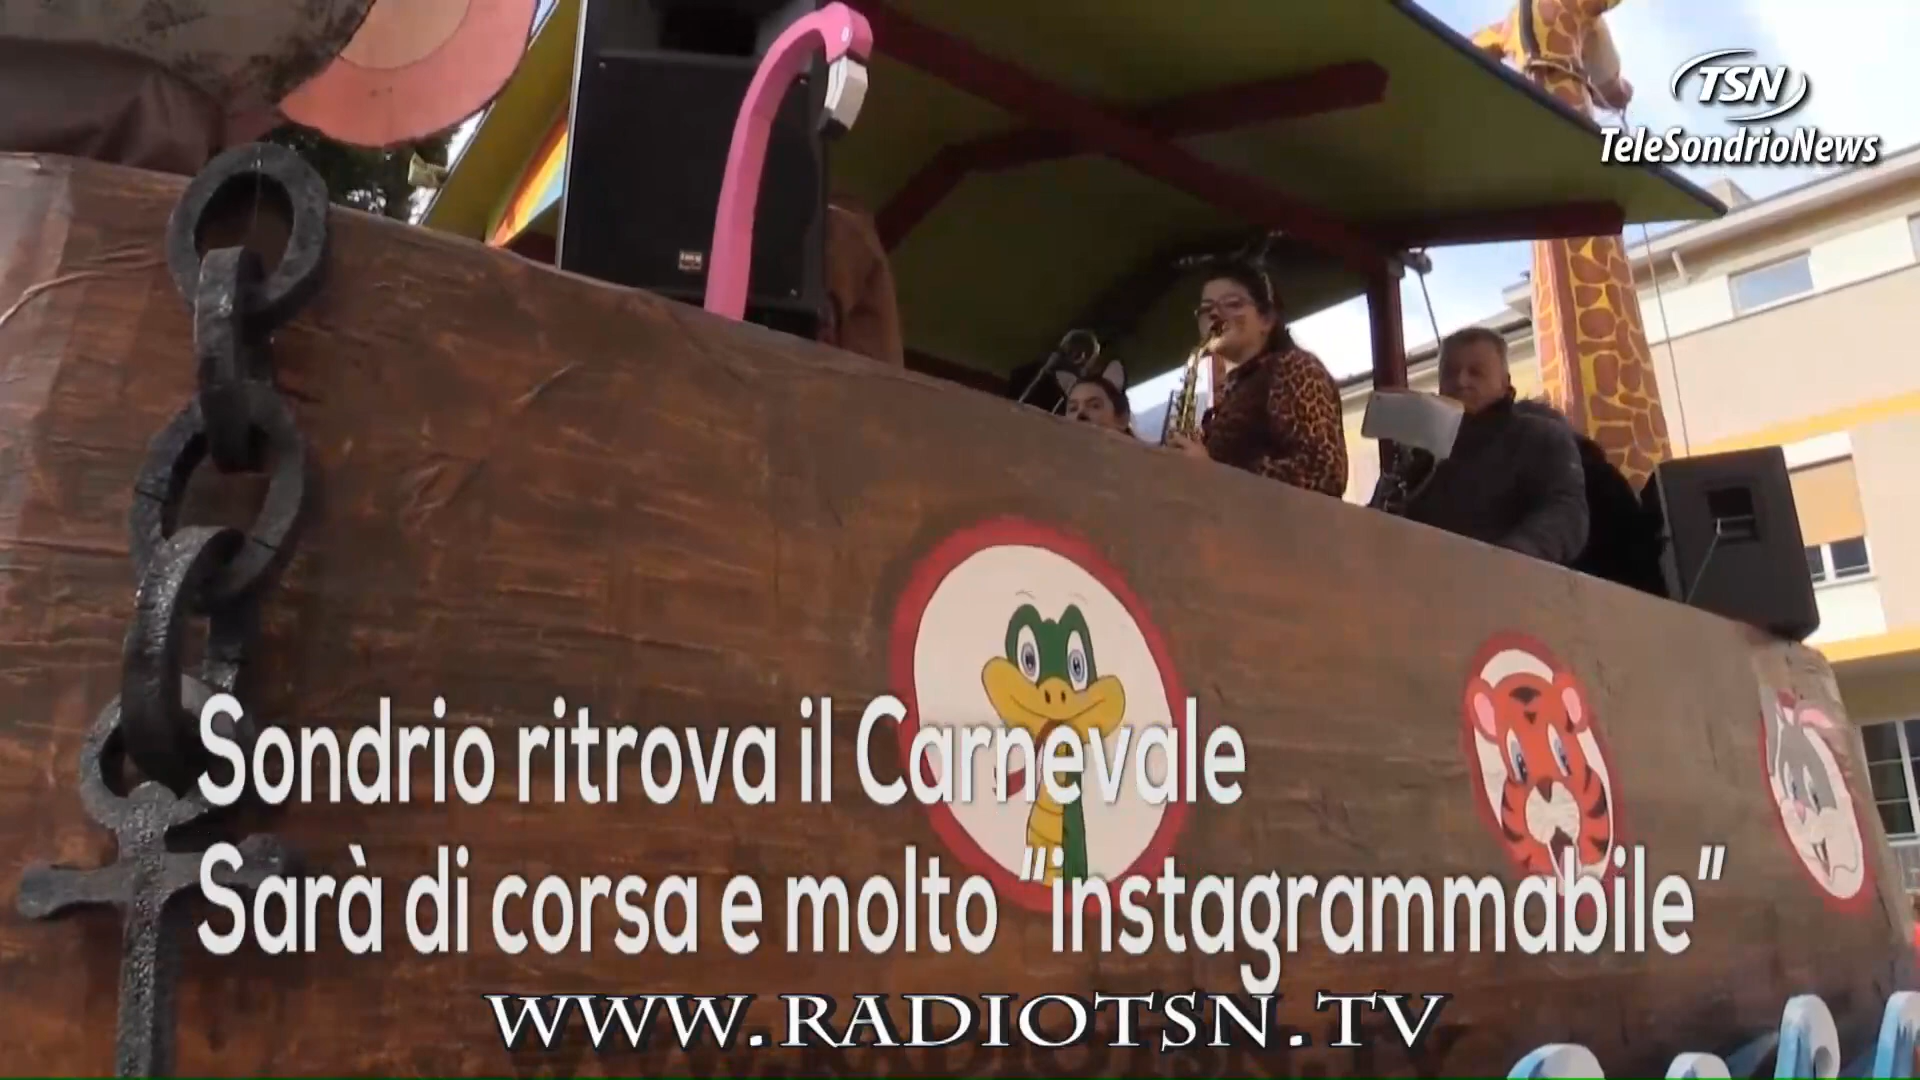 TSN
TeleSondrioNews
Sondrio ritrova il Carnevale
Sarà di corsa e molto “instagrammabile”
WWW.RADIOTSN.TV